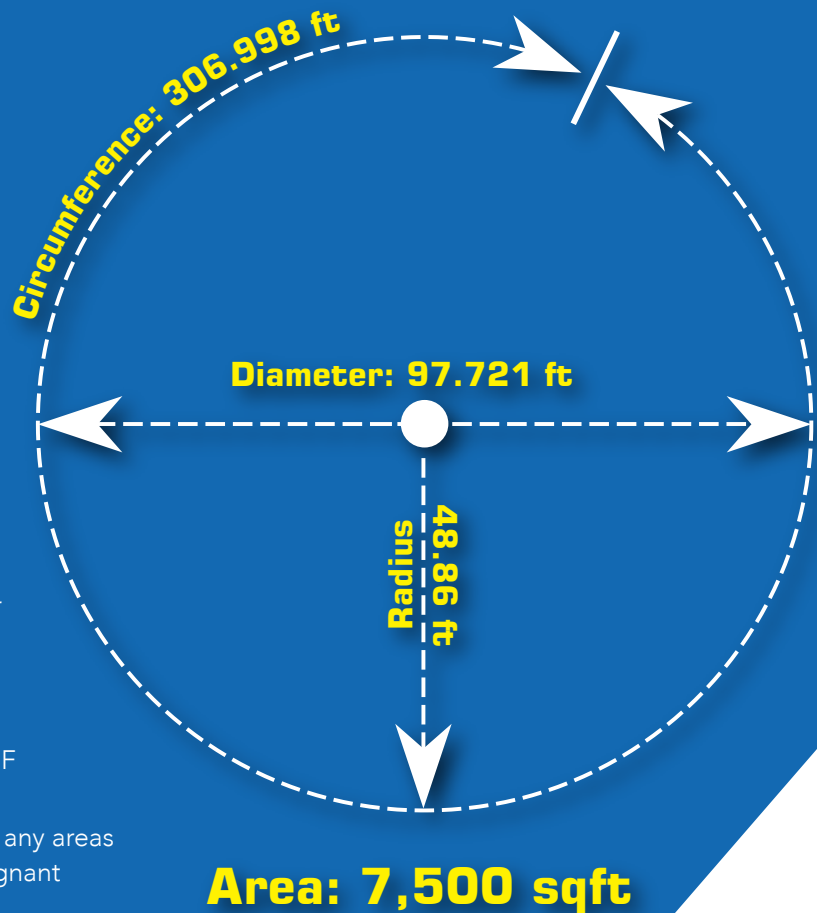 Circumference: 306.998 ft
Diameter: 97.721 ft
Radius
48.86 ft
F
any areas
gnant
Area: 7,500 sqft